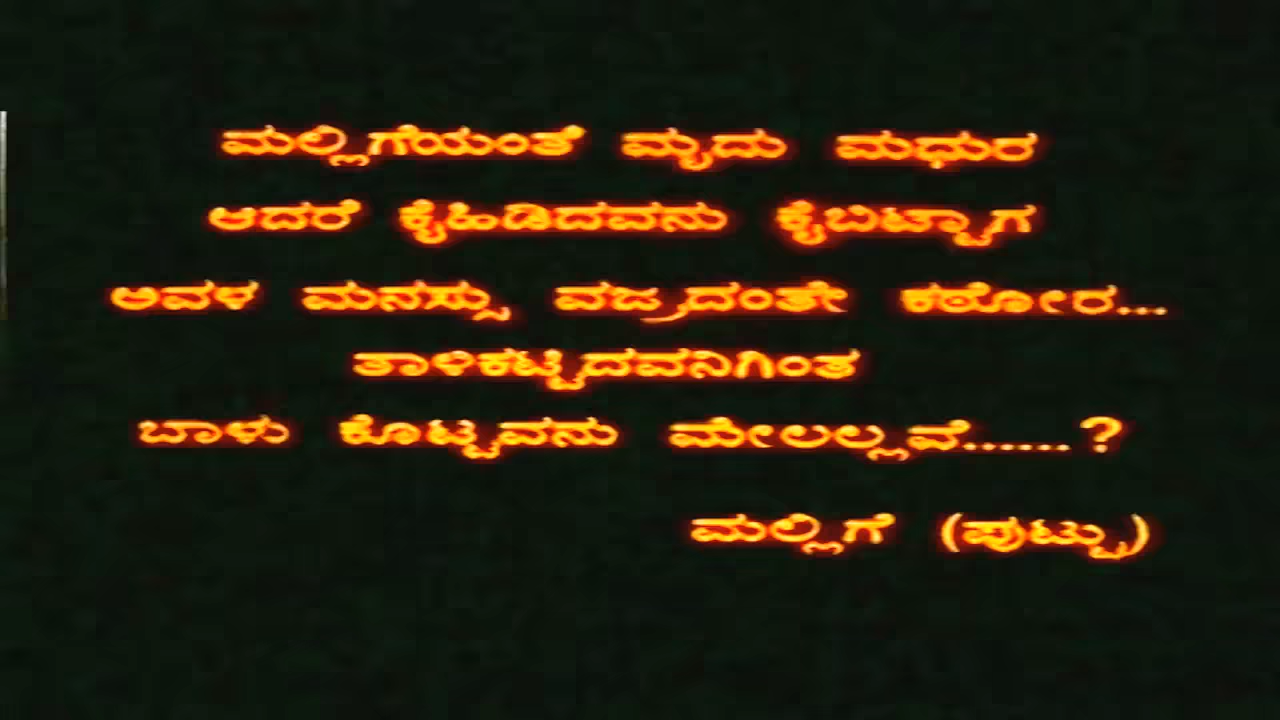 ಮಲ್ಲಿಗೆಯಂತೆ ಮೃದು ಮಧುರ
ಆದರೆ ಕೈಹಿಡಿದವನು ಕೈಬಿಟ್ಟಾಗ
ಅವಳ ಮನಸ್ಸು ವಜ್ರದಂತೇ ಕಠೋರ...
ತಾಳಿಕಟ್ಟಿದವನಿಗಿಂತ
ಬಾಳು ಕೊಟ್ಟವನು ಮೇಲಲ್ಲವೆ......?
ಮಲ್ಲಿಗೆ (ಪುಟ್ಟು)